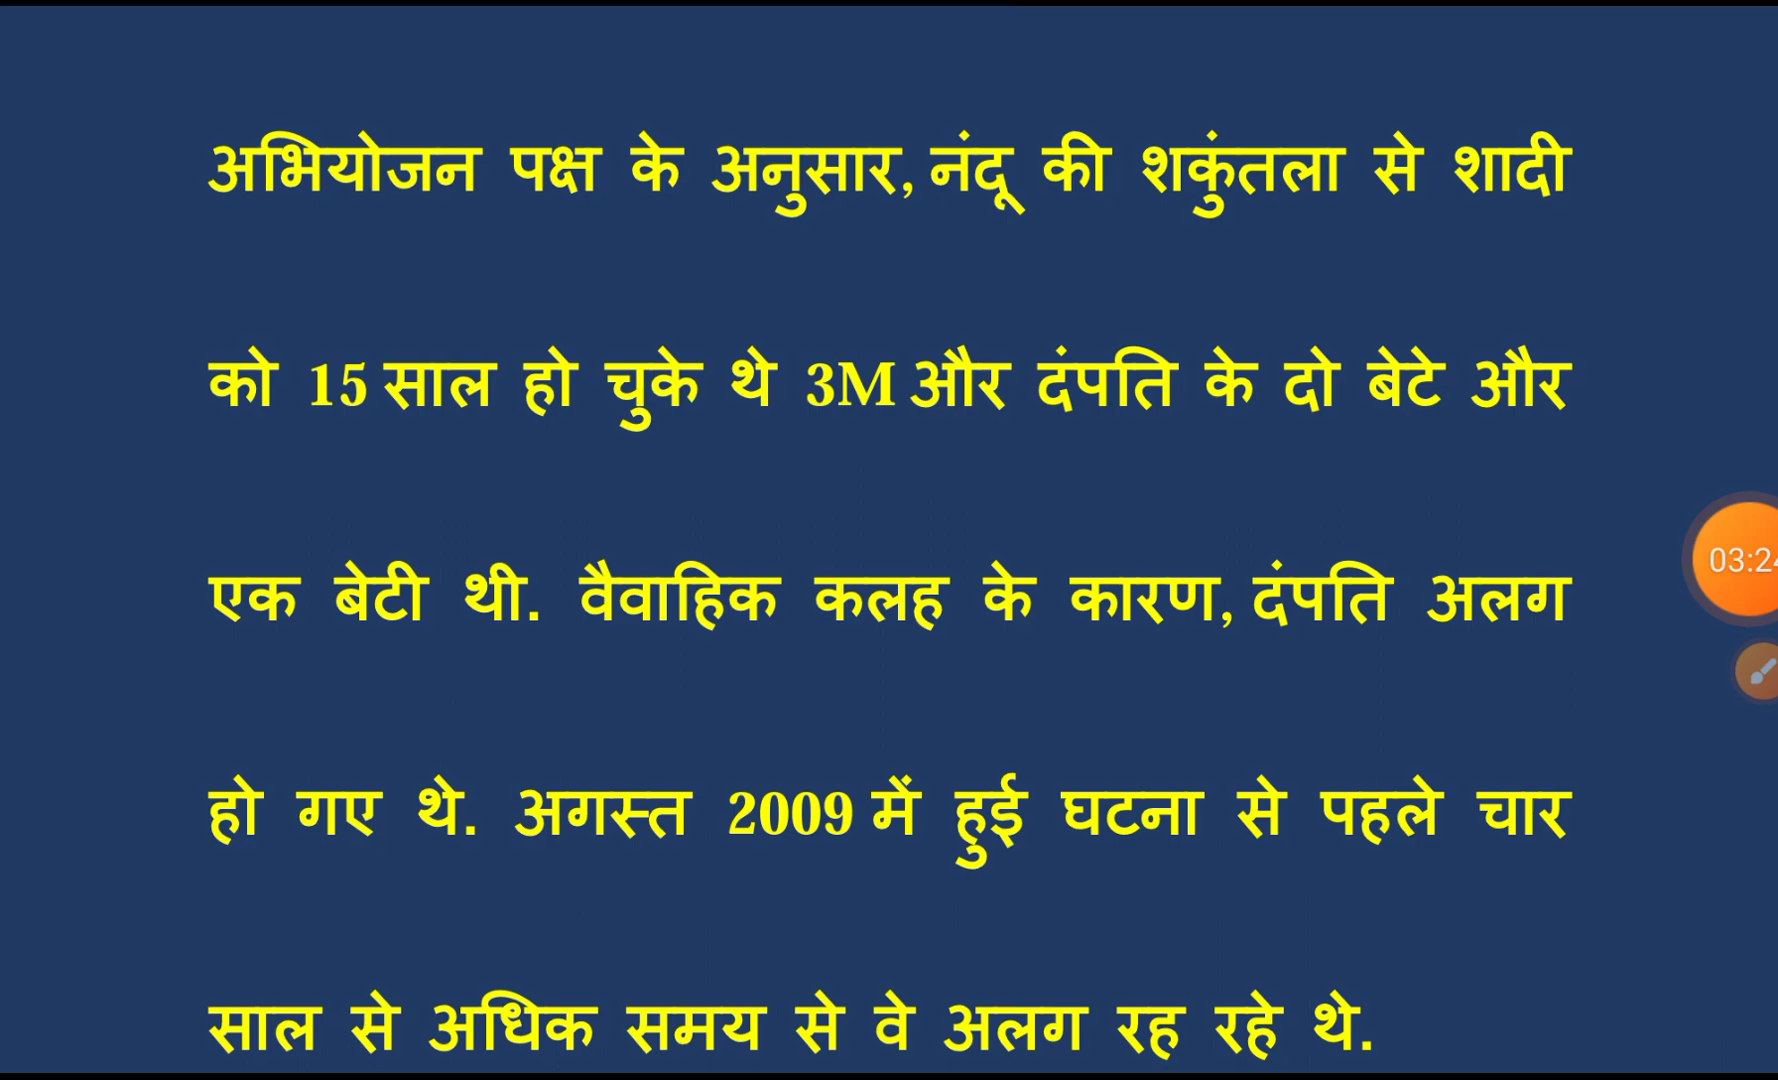 अभियोजन पक्ष के अनुसार, नंदू की शकुंतला से शादी
को 15 साल हो चुके थे 3M और दंपति के दो बेटे और
एक बेटी थी. वैवाहिक कलह के कारण, दंपति अलग
हो गए थे. अगस्त 2009 में हुई घटना से पहले चार
साल से अधिक समय से वे अलग रह रहे थे.